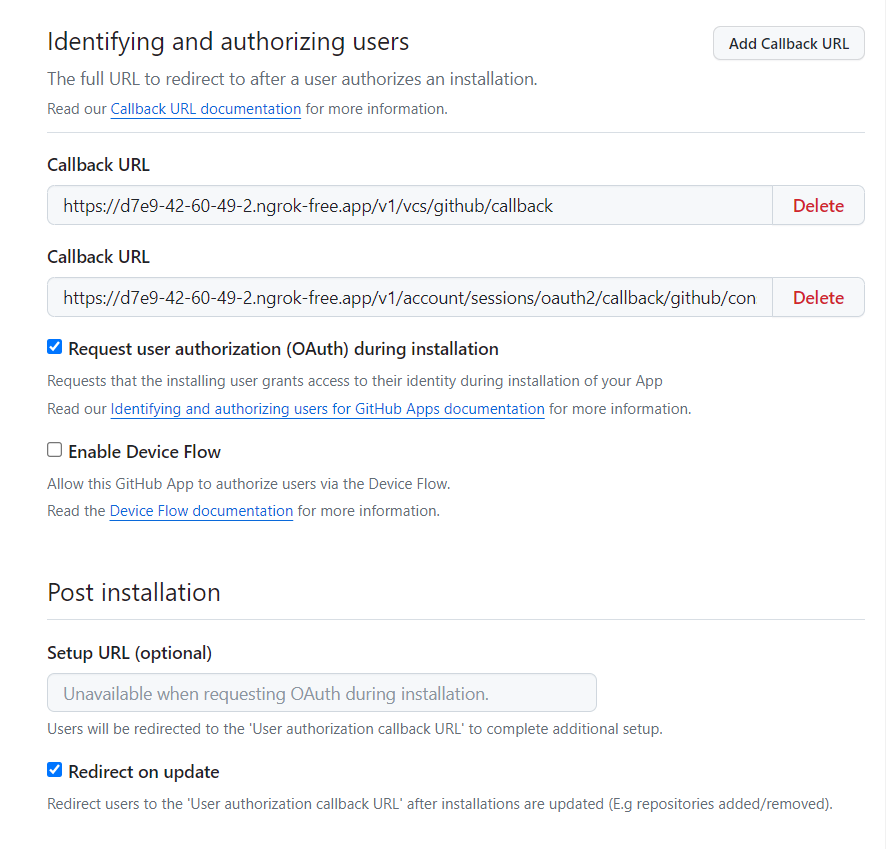 Identifying and authorizing users
Add Callback URL
The full URL to redirect to after a user authorizes an installation.
Read our Callback URL documentation for more information.
Callback URL
https://d7e9-42-60-49-2.ngrok-free.app/v1/vcs/github/callback
Delete
Callback URL
https://d7e9-42-60-49-2.ngrok-free.app/v1/account/sessions/oauth2/callback/github/con
Delete
Request user authorization (OAuth) during installation
Requests that the installing user grants access to their identity during installation of your App
Read our Identifying and authorizing users for GitHub Apps documentation for more information.
Enable Device Flow
Allow this GitHub App to authorize users via the Device Flow.
Read the Device Flow documentation for more information.
Post installation
Setup URL (optional)
Unavailable when requesting OAuth during installation.
Users will be redirected to the 'User authorization callback URL' to complete additional setup.
Redirect on update
Redirect users to the 'User authorization callback URL' after installations are updated (E.g repositories added/removed).